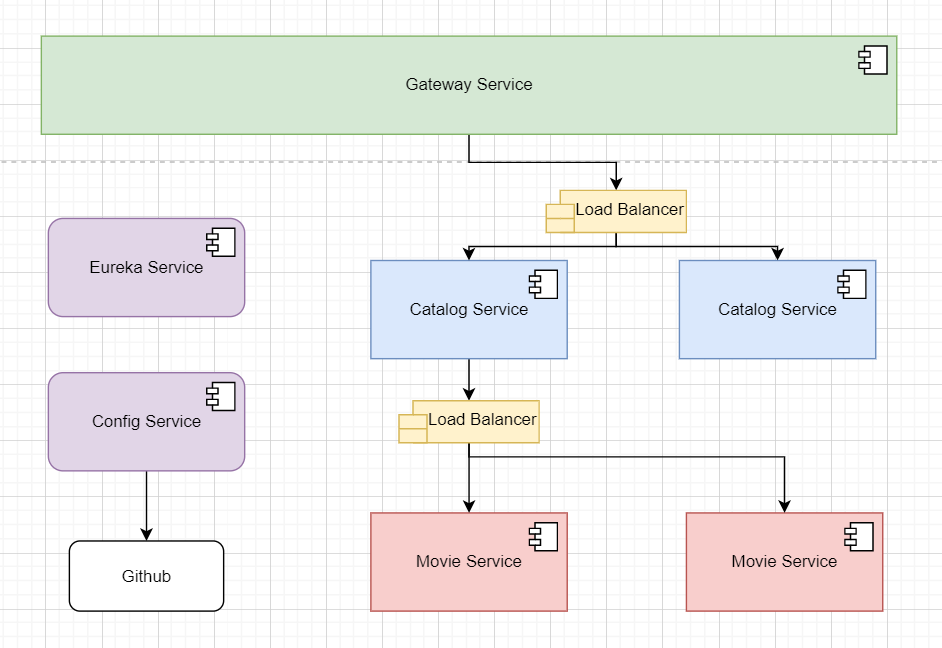 Gateway Service
Load Balancer
Eureka Service
Catalog Service
Catalog Service
Config Service
Load Balancer
Github
Movie Service
Movie Service